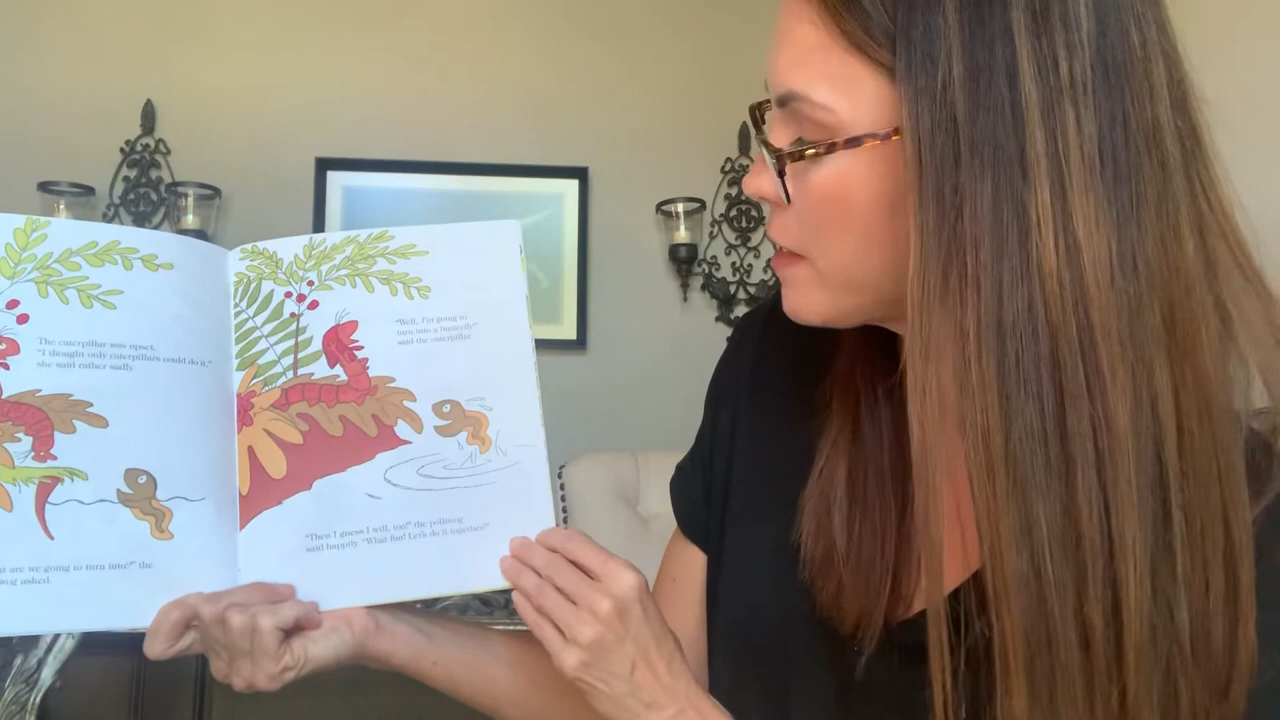 The caterpillar was upset.
"I thought only caterpillars could do it,"
she said rather sadly.
are we going to turn into?" the
asked.
"Well, I'm going to
turn into a butterfly!"
said the caterpillar.
"Then I guess I will, too!" the polliwog
said happily. "What fun! Let's do it together!"